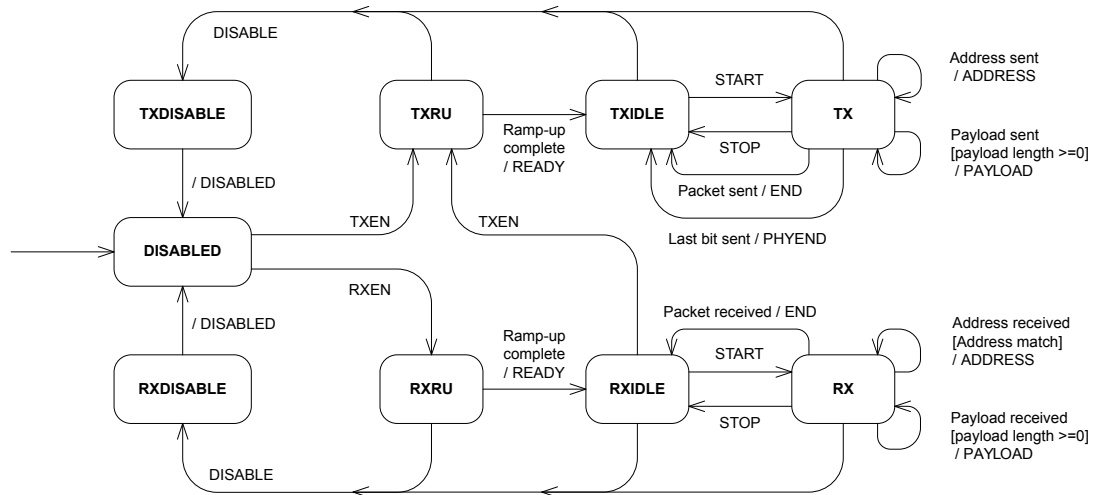 DISABLE
TXDISABLE
TXRU
TXIDLE
START
TX
Address sent
/ ADDRESS
Ramp-up
complete
/ READY
STOP
Payload sent
[payload length >=0]
/ PAYLOAD
/ DISABLED
Packet sent / END
TXEN
TXEN
Last bit sent / PHYEND
DISABLED
RXEN
/ DISABLED
Ramp-up
complete
/ READY
Packet received / END
START
Address received
[Address match]
/ ADDRESS
RXDISABLE
RXRU
RXIDLE
RX
STOP
Payload received
[payload length >=0]
/ PAYLOAD
DISABLE